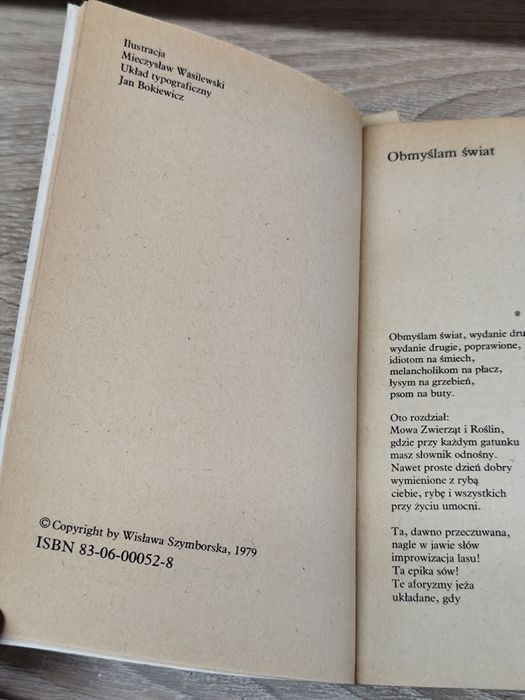 Ilustracja
Mieczysław Wasilewski
Układ typograficzny
Jan Bokiewicz
© Copyright by Wisława Szymborska, 1979
ISBN 83-06-00052-8
Obmyślam świat
Obmyślam świat, wydanie dru
wydanie drugie, poprawione,
idiotom na śmiech,
melancholikom na płacz,
łysym na grzebień,
psom na buty.
Oto rozdział:
Mowa Zwierząt i Roślin,
gdzie przy każdym gatunku
masz słownik odnośny.
Nawet proste dzień dobry
wymienione z rybą
ciebie, rybę i wszystkich
przy życiu umocni.
Ta, dawno przeczuwana,
nagle w jawie słów
improwizacja lasu!
Ta epika sów!
Te aforyzmy jeża
układane, gdy